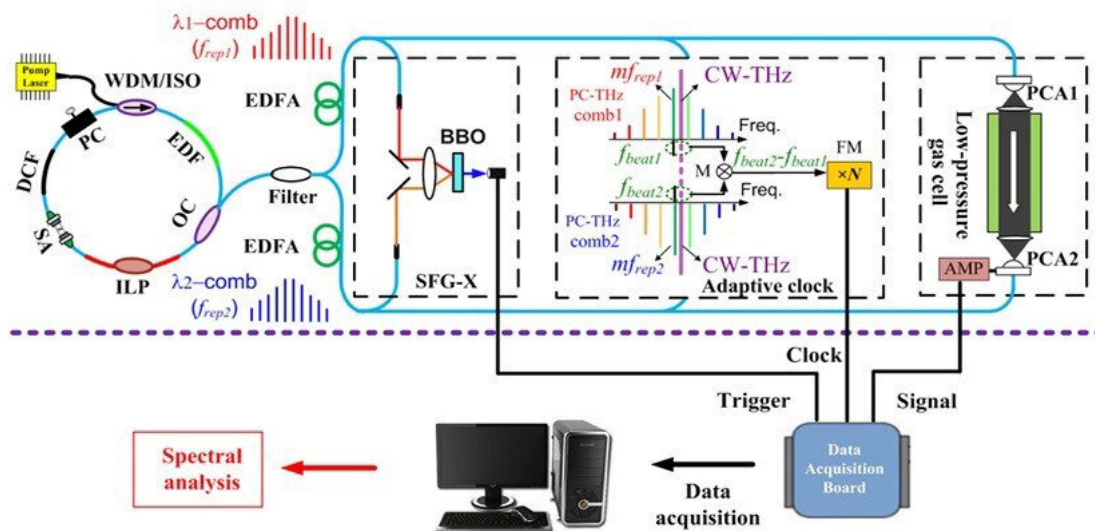 λ1−comb
(frep1)
Pump
Laser
WDM/ISO
PC
EDF
DCF
SA
ILP
OC
Filter
λ2−comb
(frep2)
EDFA
EDFA
BBO
SFG-X
mfrep1
CW-THz
PC-THz
comb1
Freq.
fbeat1
M
fbeat2-fbeat1
FM
×N
fbeat2
Freq.
PC-THz
comb2
mfrep2
CW-THz
Adaptive clock
PCA1
Low-pressure
gas cell
PCA2
AMP
Clock
Trigger
Signal
Data
Acquisition
Board
Data
acquisition
Spectral
analysis